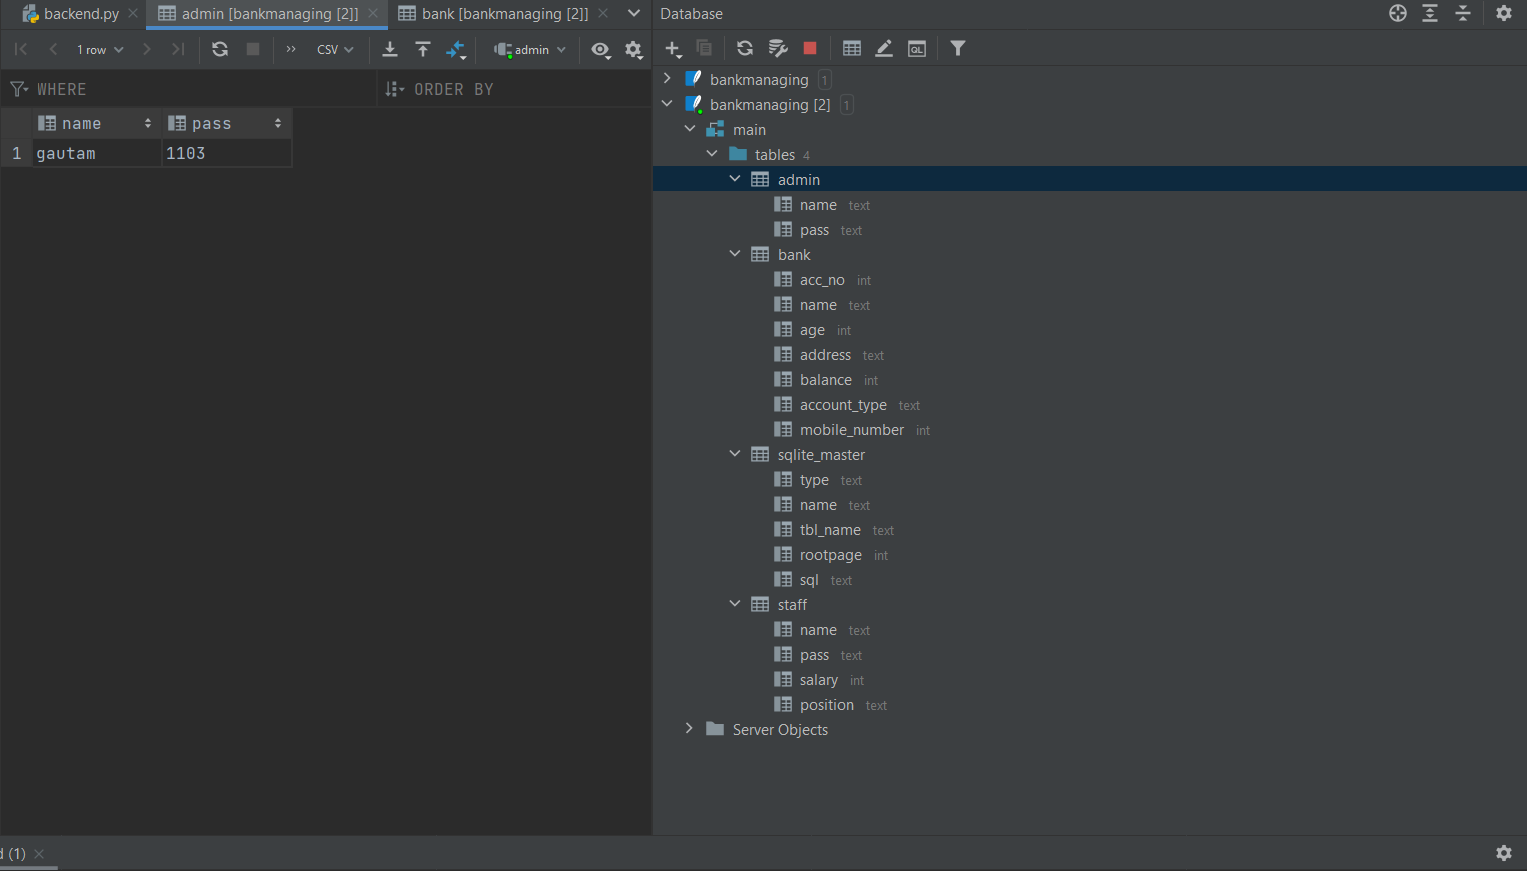 backend.py admin [bankmanaging [2]] bank [bankmanaging [2]]
1 row CSV admin
WHERE ORDER BY
name pass
1 gautam 1103
Database
QL
bankmanaging 1
bankmanaging [2] 1
main
tables 4
admin
name text
pass text
bank
acc_no int
name text
age int
address text
balance int
account_type text
mobile_number int
sqlite_master
type text
name text
tbl_name text
rootpage int
sql text
staff
name text
pass text
salary int
position text
Server Objects
d (1)